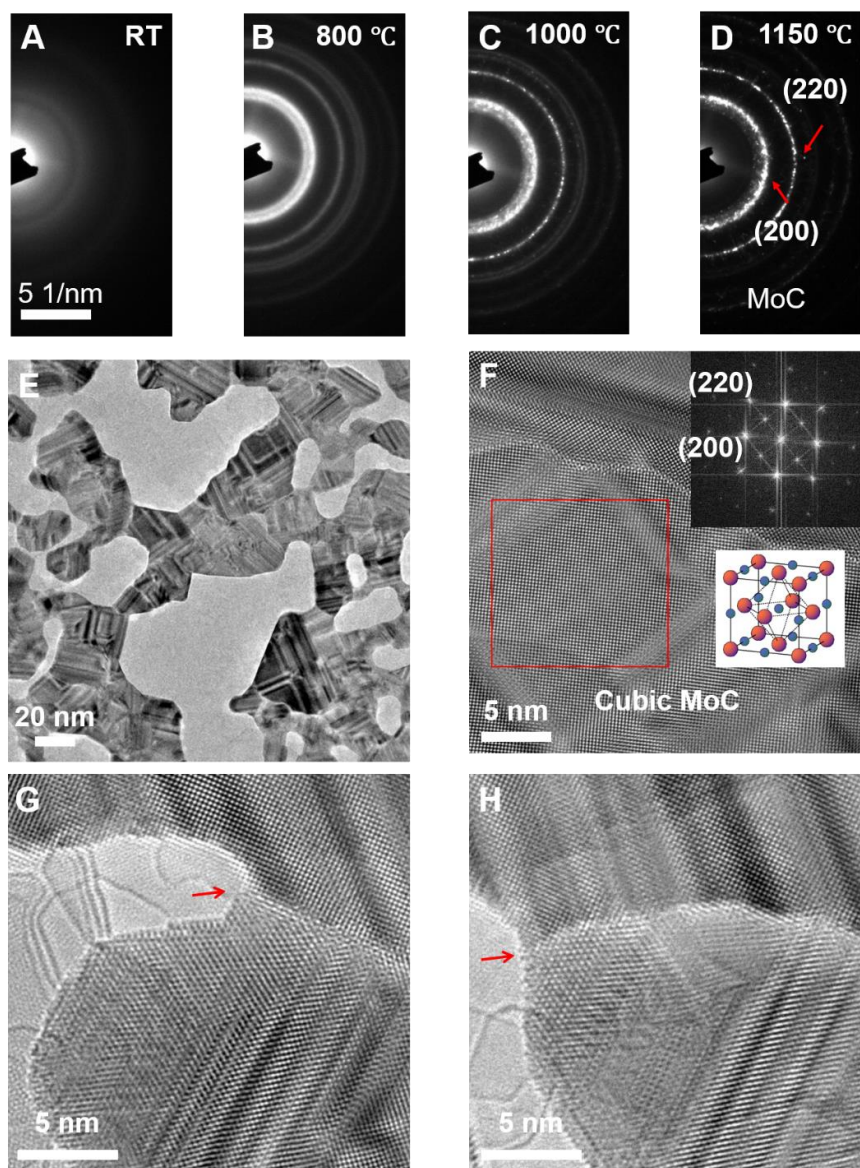 A RT
B 800 ℃
C 1000 ℃
D 1150 ℃
5 1/nm
(220)
(200)
MoC
E
20 nm
F
(220)
(200)
Cubic MoC
5 nm
G
5 nm
H
5 nm